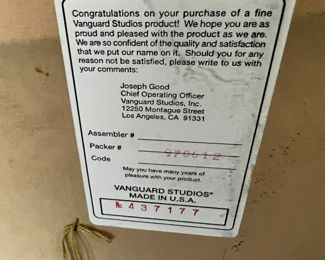 Congratulations on your purchase of a fine
Vanguard Studios product! We hope you are as
proud and pleased with the product as we are.
We are so confident of the quality and satisfaction
that we put our name on it. Should you for any
reason not be satisfied, please write to us with
your comments:
Joseph Good
Chief Operating Officer
Vanguard Studios, Inc.
12250 Montague Street
Los Angeles, CA 91331
Assembler #
Packer #
Code 970612
May you have many years of
pleasure with your product.
VANGUARD STUDIOS®
MADE IN U.S.A.
№ 437177